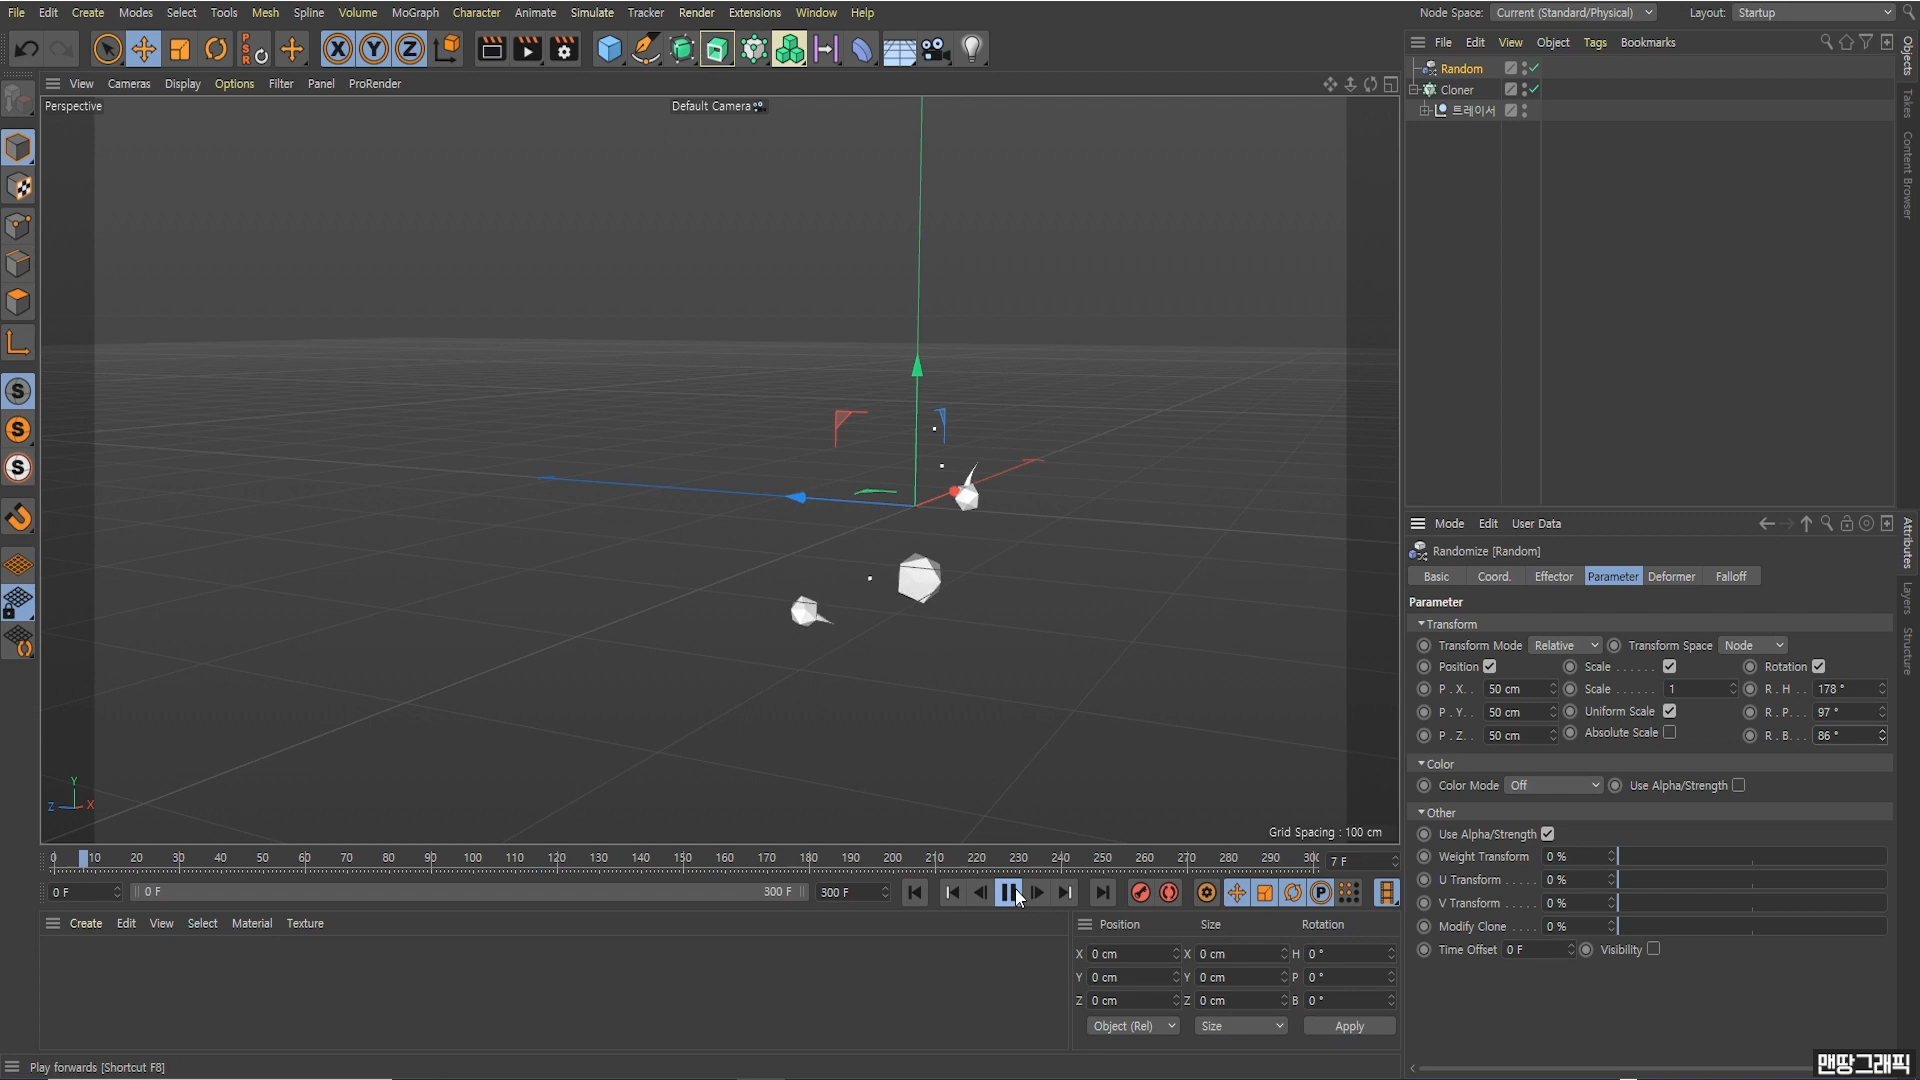 File Edit Create Modes Select Tools Mesh Spline Volume MoGraph Character Animate Simulate Tracker Render Extensions Window Help
Node Space: Current (Standard/Physical) Layout: Startup
File Edit View Object Tags Bookmarks
View Cameras Display Options Filter Panel ProRender
Perspective
Default Camera
Random
Cloner
트레이서
Objects
Takes
Content Browser
Mode Edit User Data
Randomize [Random]
Basic Coord. Effector Parameter Deformer Falloff
Attributes
Layers
Structure
Parameter
Transform
Transform Mode Relative Transform Space Node
Position Scale ...... Rotation
P . X . . 50 cm Scale ...... 1 R . H . . 178 °
P . Y . . 50 cm Uniform Scale R . P. . . 97 °
P . Z . . 50 cm Absolute Scale R . B. . . 86 °
Color
Color Mode Off Use Alpha/Strength
Other
Use Alpha/Strength
Weight Transform 0 %
U Transform ..... 0 %
V Transform ..... 0 %
Modify Clone .... 0 %
Time Offset 0 F Visibility
Y
Z X
Grid Spacing : 100 cm
0 10 20 30 40 50 60 70 80 90 100 110 120 130 140 150 160 170 180 190 200 210 220 230 240 250 260 270 280 290 30 7 F
0 F 0 F 300 F 300 F
Create Edit View Select Material Texture
Position Size Rotation
X 0 cm X 0 cm H 0 °
Y 0 cm Y 0 cm P 0 °
Z 0 cm Z 0 cm B 0 °
Object (Rel) Size Apply
Play forwards [Shortcut F8]
맨땅그래픽